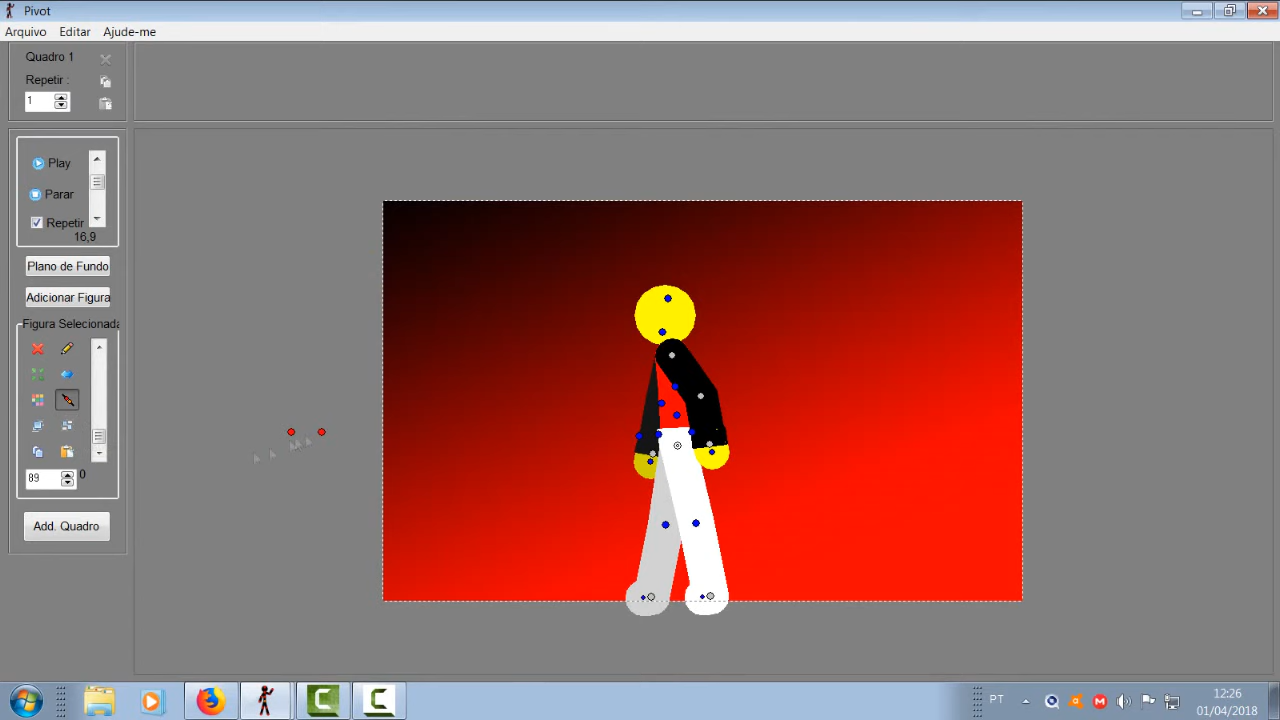 Pivot
Arquivo Editar Ajude-me
Quadro 1
Repetir :
1
Play
Parar
Repetir
16,9
Plano de Fundo
Adicionar Figura
Figura Selecionada
89
0
Add. Quadro
PT
12:26
01/04/2018